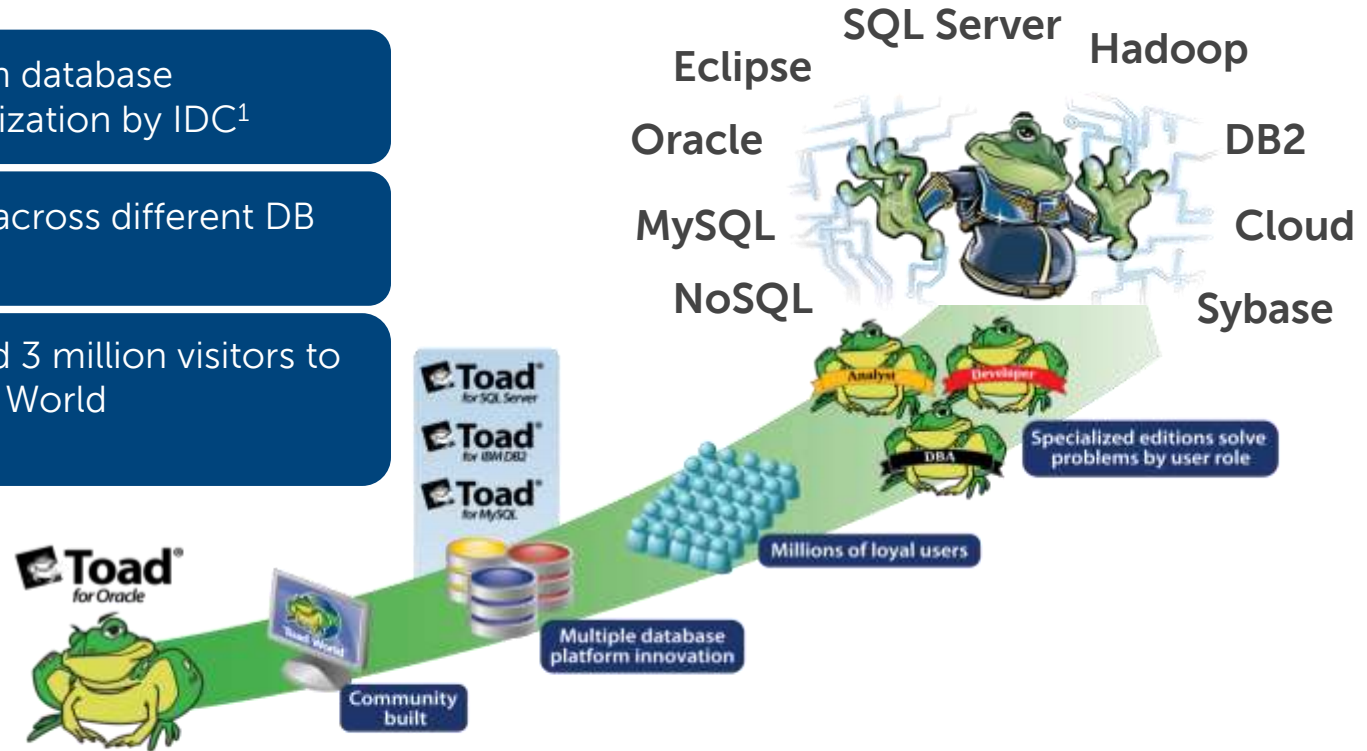 n database
ization by IDC1
across different DB
d 3 million visitors to
World
SQL Server
Hadoop
Eclipse
Oracle
DB2
MySQL
Cloud
NoSQL
Sybase
Toad®
for SQL Server
Toad®
for IBM DB2
Toad®
for MySQL
Analyst
Developer
DBA
Specialized editions solve
problems by user role
Millions of loyal users
Toad®
for Oracle
Toad World
Multiple database
platform innovation
Community
built